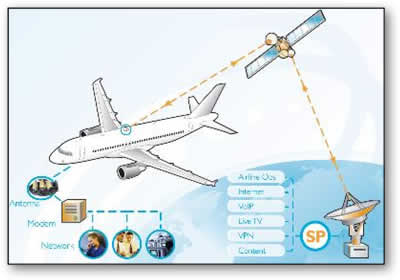 Airline Ops
Internet
VoIP
Live TV
VPN
Content
SP
Antenna
Modem
Network